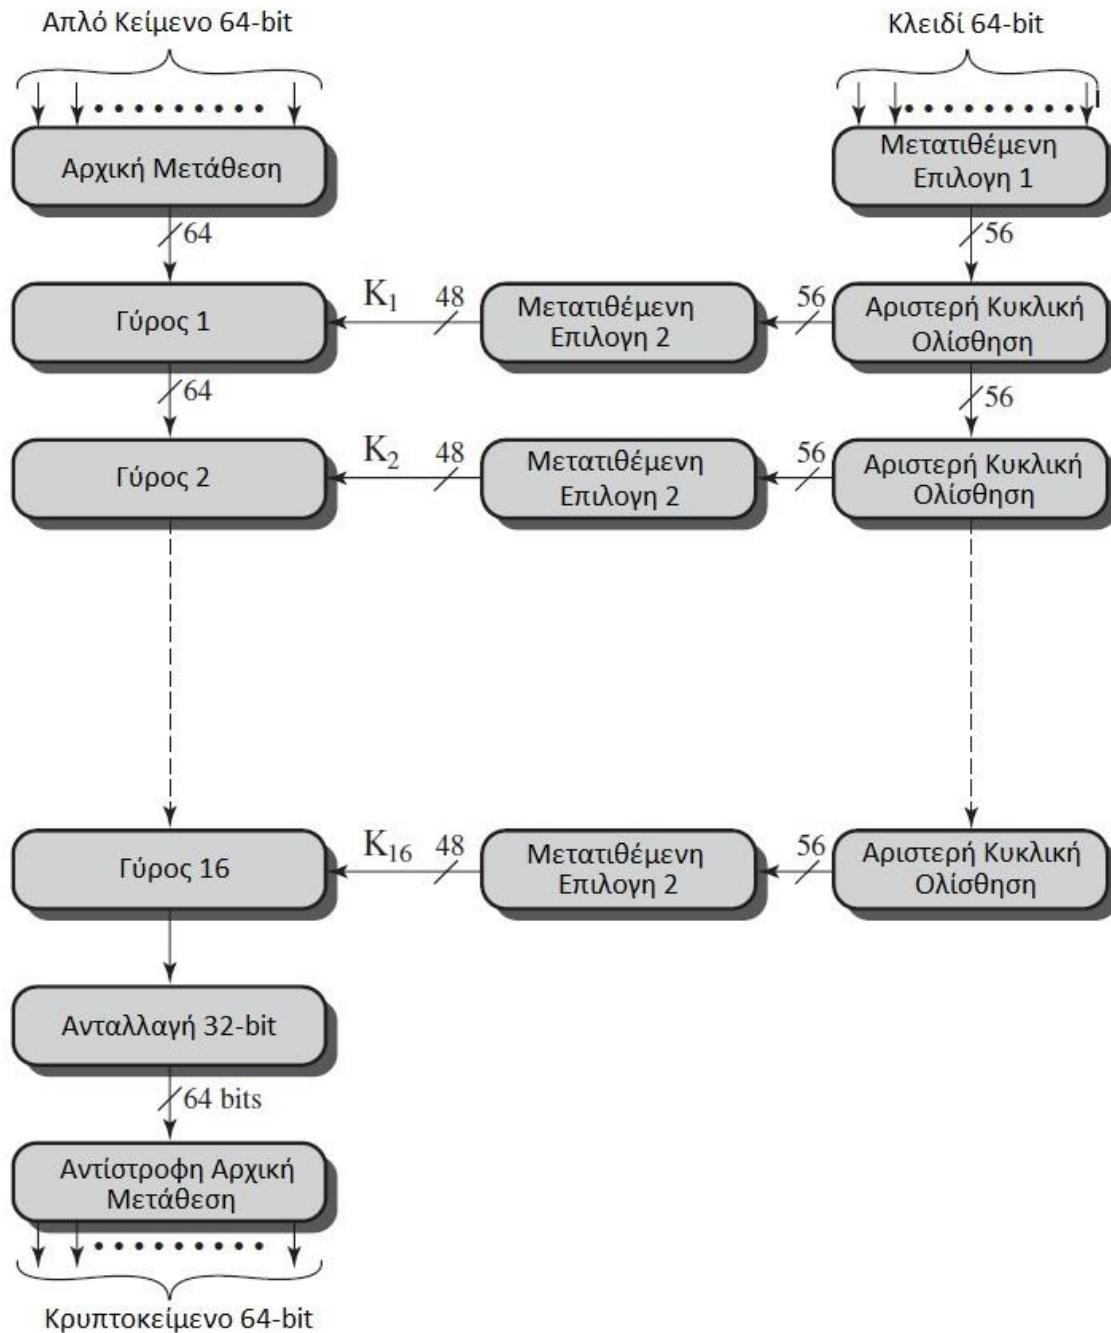 Απλό Κείμενο 64-bit
Κλειδί 64-bit
Αρχική Μετάθεση
Μετατιθέμενη
Επιλογη 1
64
56
Γύρος 1
K1
48
Μετατιθέμενη
Επιλογη 2
56
Αριστερή Κυκλική
Ολίσθηση
64
56
Γύρος 2
K2
48
Μετατιθέμενη
Επιλογη 2
56
Αριστερή Κυκλική
Ολίσθηση
Γύρος 16
K16
48
Μετατιθέμενη
Επιλογη 2
56
Αριστερή Κυκλική
Ολίσθηση
Ανταλλαγή 32-bit
64 bits
Αντίστροφη Αρχική
Μετάθεση
Κρυπτοκείμενο 64-bit